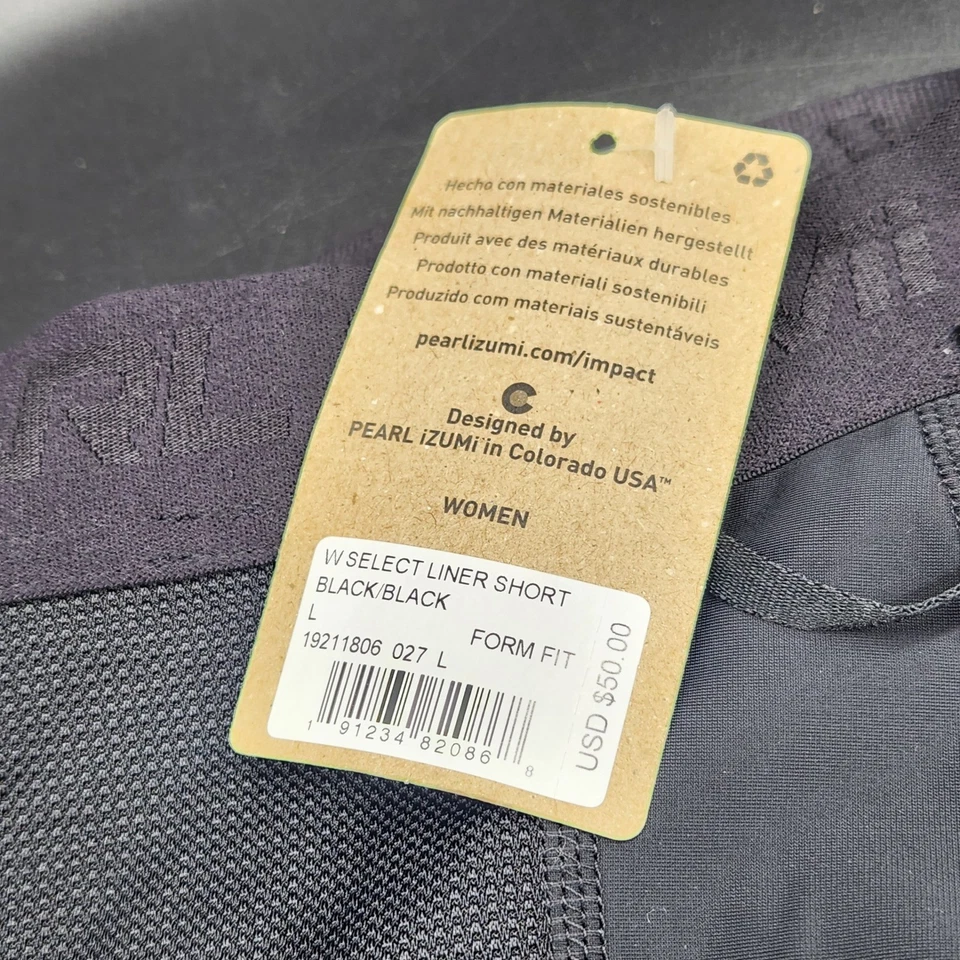 Hecho con materiales sostenibles
Mit nachhaltigen Materialien hergestellt
Produit avec des matériaux durables
Prodotto con materiali sostenibili
Produzido com materiais sustentáveis
pearlizumi.com/impact
Designed by
PEARL iZUMi in Colorado USA™
WOMEN
W SELECT LINER SHORT
BLACK/BLACK
L
FORM FIT
19211806 027 L
1 91234 82086 8
USD $50.00
RL